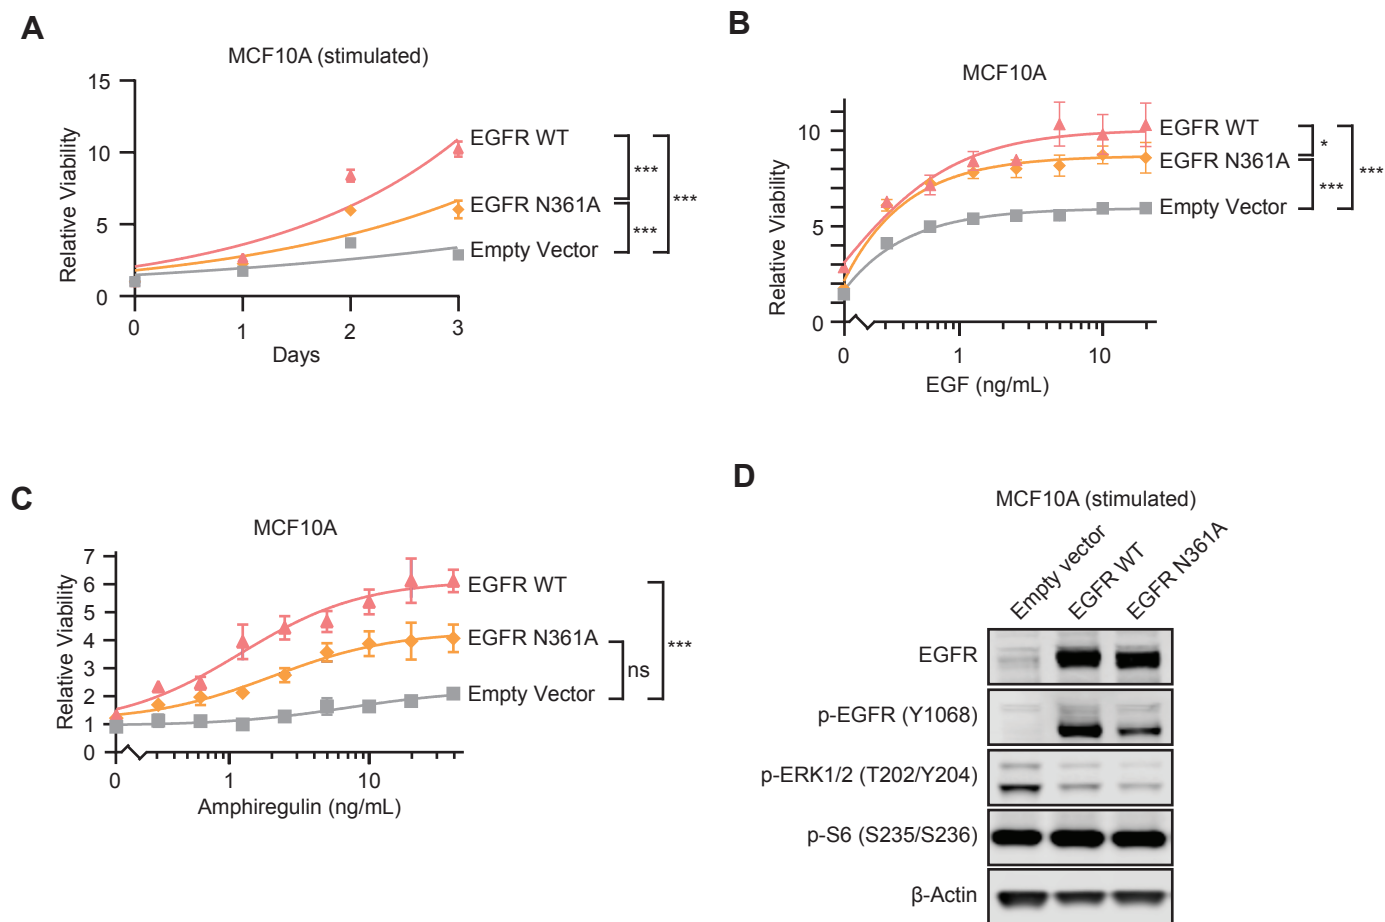 A
MCF10A (stimulated)
Relative Viability
15
10
5
0
0
1
2
3
Days
EGFR WT
EGFR N361A
Empty Vector
***
***
***
B
MCF10A
Relative Viability
10
5
0
0
1
10
EGF (ng/mL)
EGFR WT
EGFR N361A
Empty Vector
*
***
***
C
MCF10A
Relative Viability
7
6
5
4
3
2
1
0
0
1
10
Amphiregulin (ng/mL)
EGFR WT
EGFR N361A
Empty Vector
ns
***
D
MCF10A (stimulated)
Empty vector
EGFR WT
EGFR N361A
EGFR
p-EGFR (Y1068)
p-ERK1/2 (T202/Y204)
p-S6 (S235/S236)
β-Actin